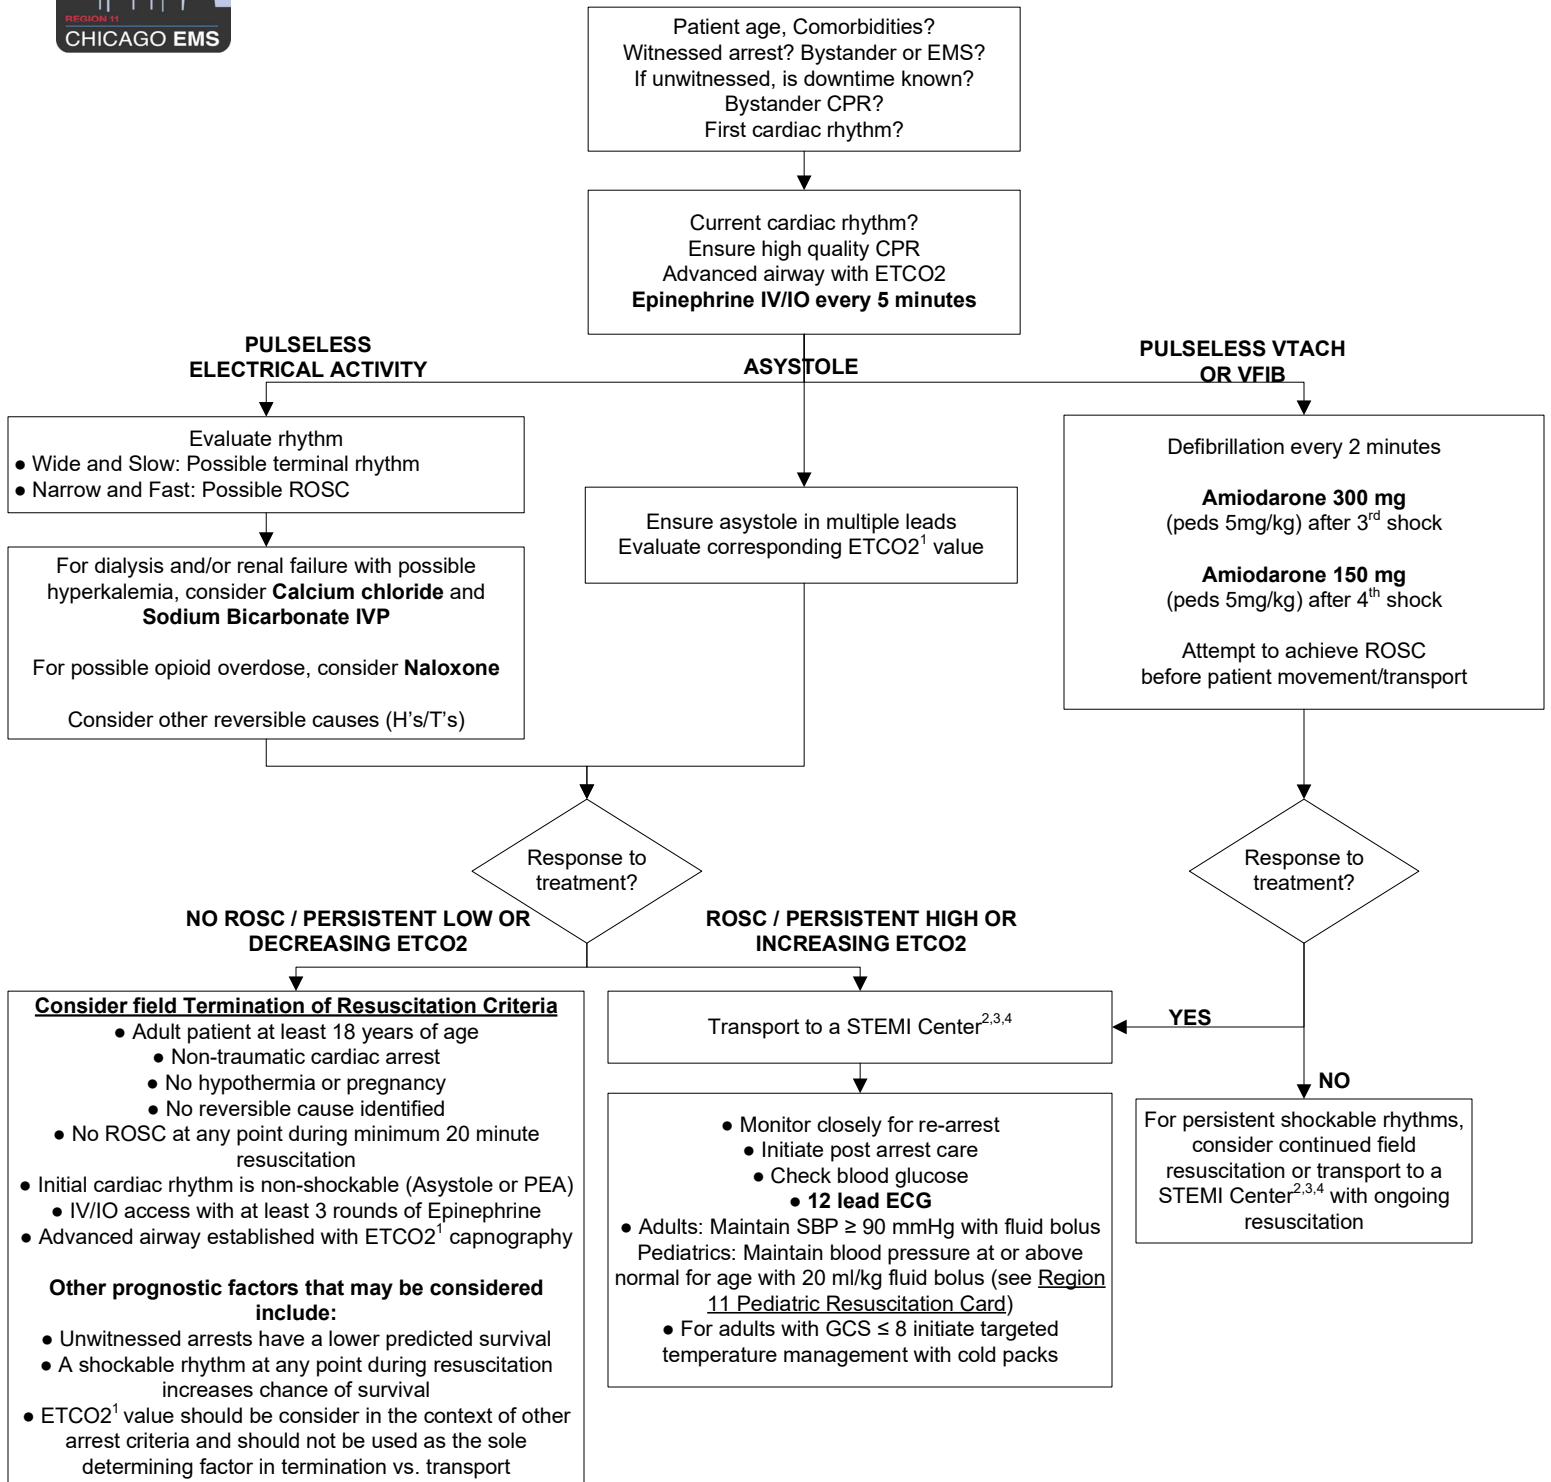 REGION 11
CHICAGO EMS
Patient age, Comorbidities?
Witnessed arrest? Bystander or EMS?
If unwitnessed, is downtime known?
Bystander CPR?
First cardiac rhythm?
Current cardiac rhythm?
Ensure high quality CPR
Advanced airway with ETCO2
Epinephrine IV/IO every 5 minutes
PULSELESS
ELECTRICAL ACTIVITY
ASYSTOLE
PULSELESS VTACH
OR VFIB
Evaluate rhythm
● Wide and Slow: Possible terminal rhythm
● Narrow and Fast: Possible ROSC
For dialysis and/or renal failure with possible
hyperkalemia, consider Calcium chloride and
Sodium Bicarbonate IVP
For possible opioid overdose, consider Naloxone
Consider other reversible causes (H's/T's)
Ensure asystole in multiple leads
Evaluate corresponding ETCO2¹ value
Defibrillation every 2 minutes
Amiodarone 300 mg
(peds 5mg/kg) after 3rd shock
Amiodarone 150 mg
(peds 5mg/kg) after 4th shock
Attempt to achieve ROSC
before patient movement/transport
Response to
treatment?
Response to
treatment?
NO ROSC / PERSISTENT LOW OR
DECREASING ETCO2
ROSC / PERSISTENT HIGH OR
INCREASING ETCO2
YES
NO
Consider field Termination of Resuscitation Criteria
● Adult patient at least 18 years of age
● Non-traumatic cardiac arrest
● No hypothermia or pregnancy
● No reversible cause identified
● No ROSC at any point during minimum 20 minute
resuscitation
● Initial cardiac rhythm is non-shockable (Asystole or PEA)
● IV/IO access with at least 3 rounds of Epinephrine
● Advanced airway established with ETCO2¹ capnography
Other prognostic factors that may be considered
include:
● Unwitnessed arrests have a lower predicted survival
● A shockable rhythm at any point during resuscitation
increases chance of survival
● ETCO2¹ value should be consider in the context of other
arrest criteria and should not be used as the sole
determining factor in termination vs. transport
Transport to a STEMI Center²,³,⁴
● Monitor closely for re-arrest
● Initiate post arrest care
● Check blood glucose
● 12 lead ECG
● Adults: Maintain SBP ≥ 90 mmHg with fluid bolus
Pediatrics: Maintain blood pressure at or above
normal for age with 20 ml/kg fluid bolus (see Region
11 Pediatric Resuscitation Card)
● For adults with GCS ≤ 8 initiate targeted
temperature management with cold packs
For persistent shockable rhythms,
consider continued field
resuscitation or transport to a
STEMI Center²,³,⁴ with ongoing
resuscitation